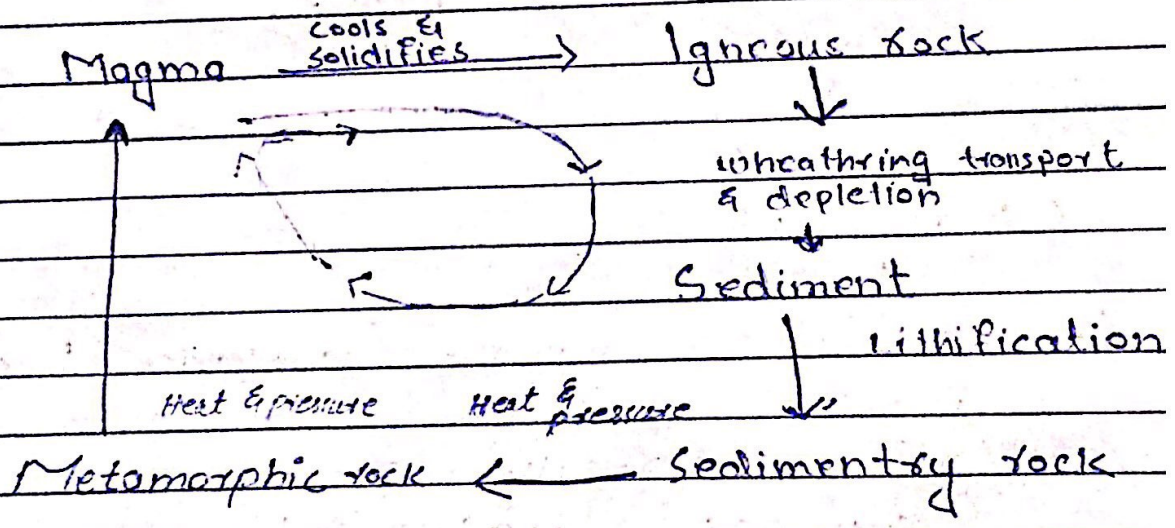 cools &
Magma solidifies Igneous rock
wheathring transport
& depletion
Sediment
Lithification
Heat & pressure Heat & pressure
Metamorphic rock Sedimentry rock